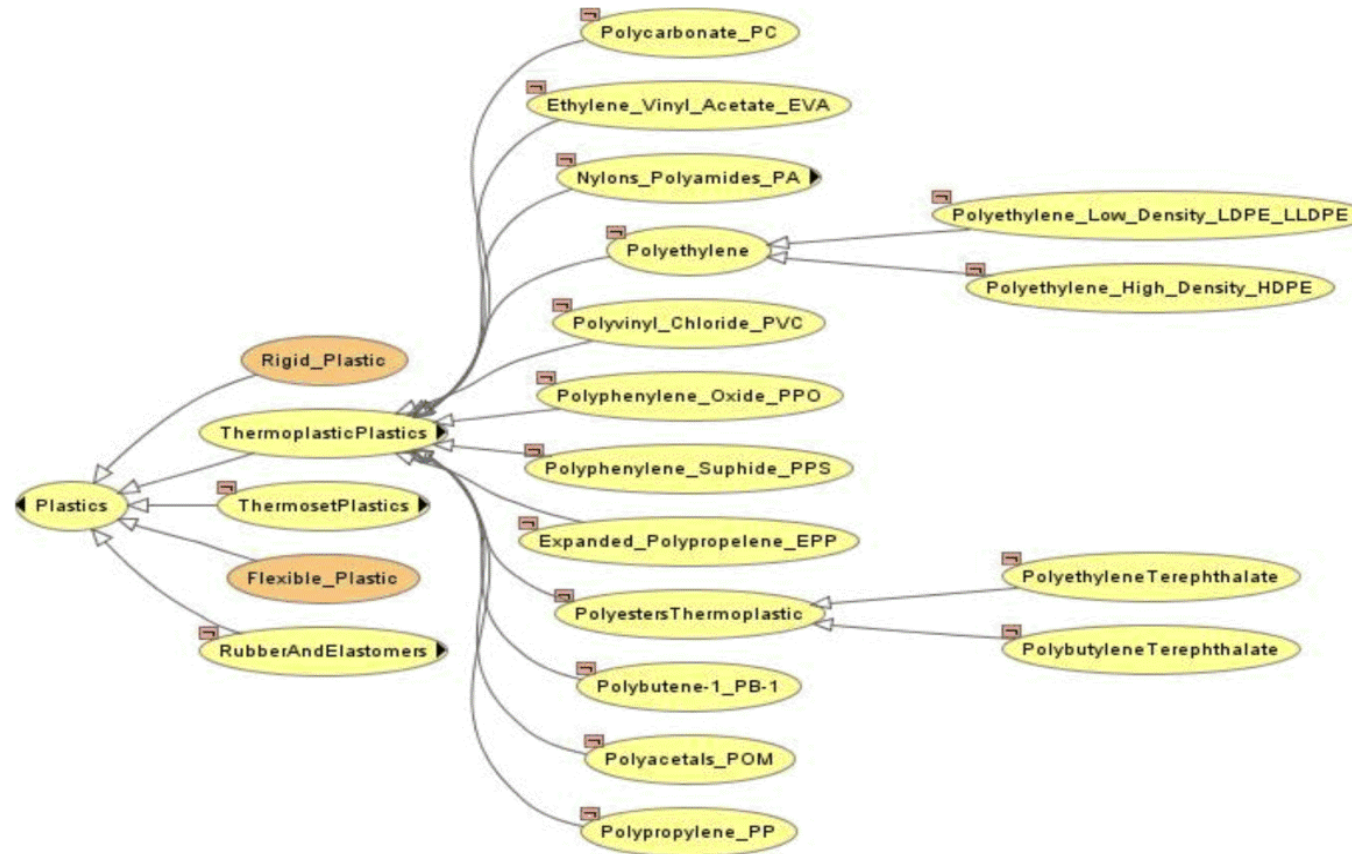 Polycarbonate_PC
Ethylene_Vinyl_Acetate_EVA
Nylons_Polyamides_PA
Polyethylene_Low_Density_LDPE_LLDPE
Polyethylene
Polyethylene_High_Density_HDPE
Polyvinyl_Chloride_PVC
Rigid_Plastic
Polyphenylene_Oxide_PPO
ThermoplasticPlastics
Polyphenylene_Suphide_PPS
Plastics
ThermosetPlastics
Expanded_Polypropelene_EPP
Flexible_Plastic
PolyethyleneTerephthalate
PolyestersThermoplastic
RubberAndElastomers
PolybutyleneTerephthalate
Polybutene-1_PB-1
Polyacetals_POM
Polypropylene_PP